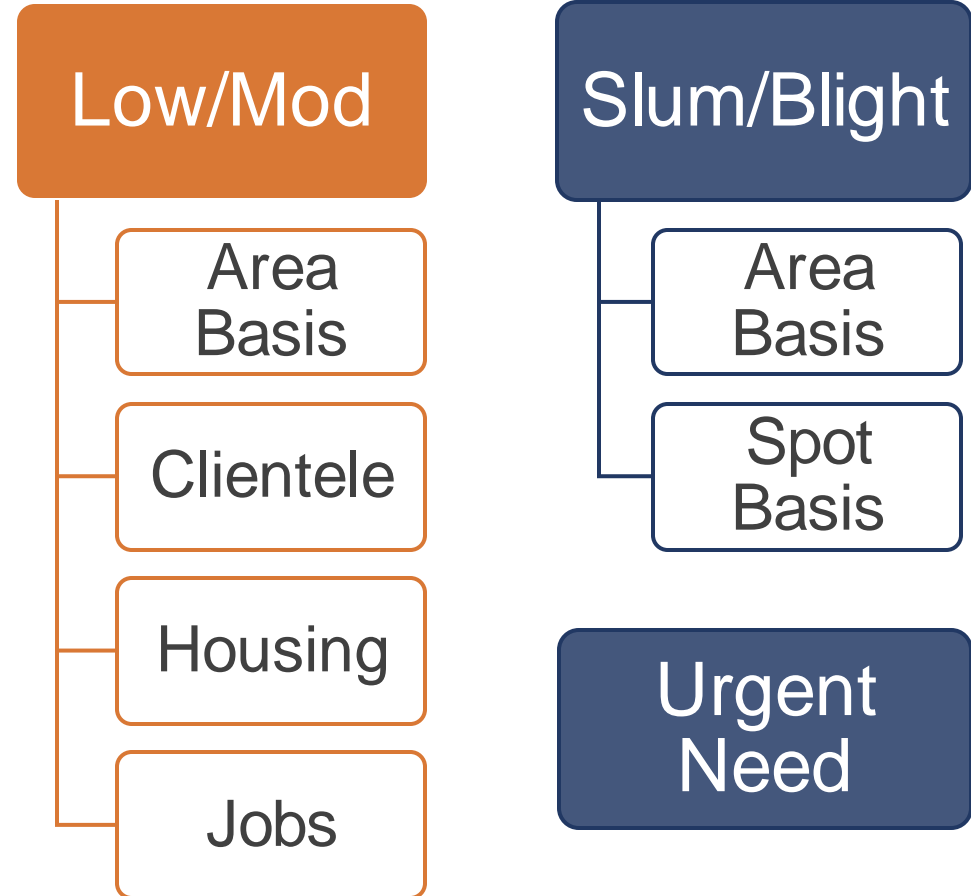 Low/Mod
Area
Basis
Clientele
Housing
Jobs
Slum/Blight
Area
Basis
Spot
Basis
Urgent
Need